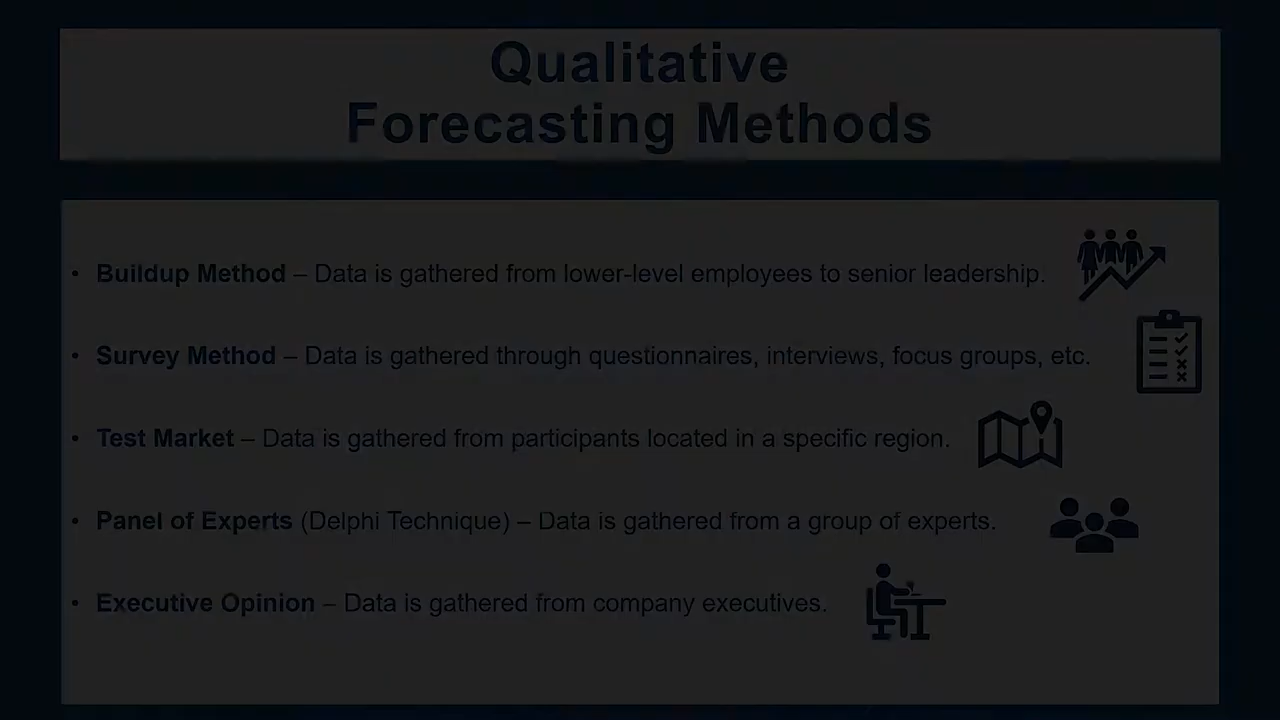 Qualitative
Forecasting Methods
• Buildup Method – Data is gathered from lower-level employees to senior leadership.
• Survey Method – Data is gathered through questionnaires, interviews, focus groups, etc.
• Test Market – Data is gathered from participants located in a specific region.
• Panel of Experts (Delphi Technique) – Data is gathered from a group of experts.
• Executive Opinion – Data is gathered from company executives.